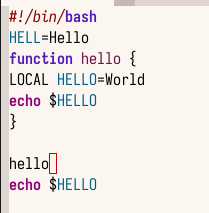 #!/bin/bash
HELL=Hello
function hello {
LOCAL HELLO=World
echo $HELLO
}

hello
echo $HELLO